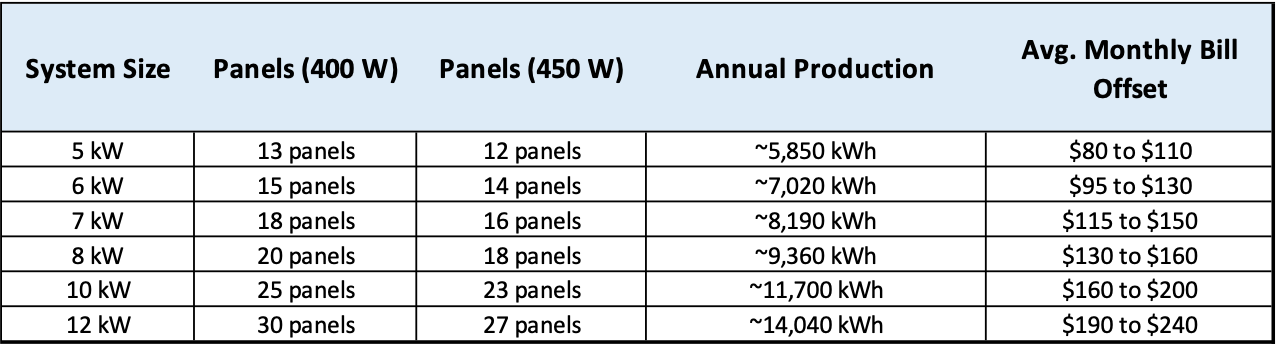 System Size Panels (400 W) Panels (450 W) Annual Production Avg. Monthly Bill
Offset
5 kW 13 panels 12 panels ~5,850 kWh $80 to $110
6 kW 15 panels 14 panels ~7,020 kWh $95 to $130
7 kW 18 panels 16 panels ~8,190 kWh $115 to $150
8 kW 20 panels 18 panels ~9,360 kWh $130 to $160
10 kW 25 panels 23 panels ~11,700 kWh $160 to $200
12 kW 30 panels 27 panels ~14,040 kWh $190 to $240